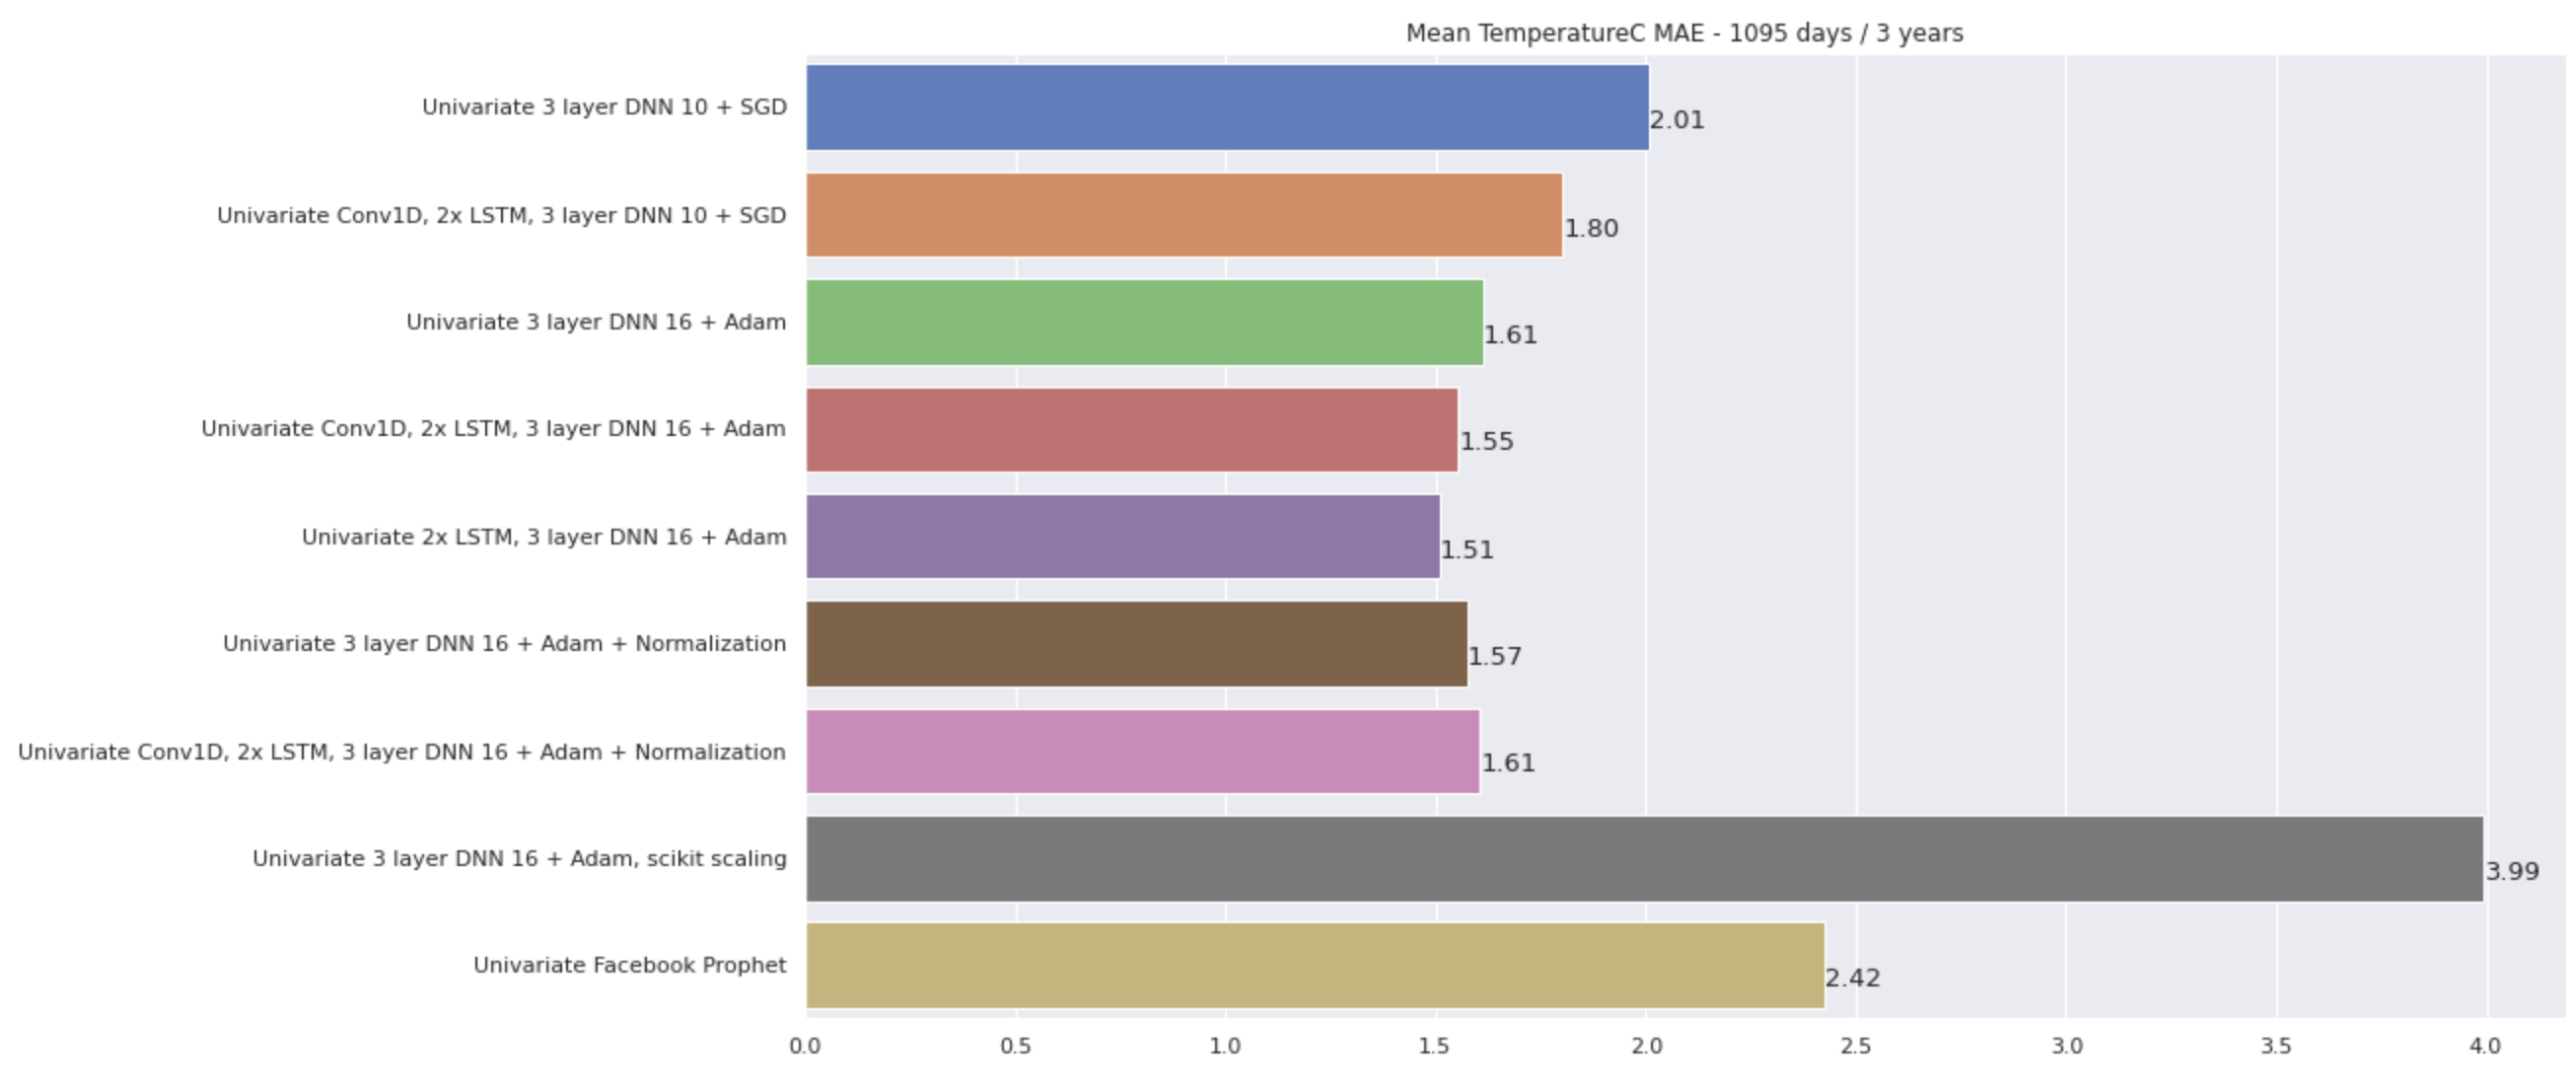 Mean TemperatureC MAE - 1095 days / 3 years
Univariate 3 layer DNN 10 + SGD
2.01
Univariate Conv1D, 2x LSTM, 3 layer DNN 10 + SGD
1.80
Univariate 3 layer DNN 16 + Adam
1.61
Univariate Conv1D, 2x LSTM, 3 layer DNN 16 + Adam
1.55
Univariate 2x LSTM, 3 layer DNN 16 + Adam
1.51
Univariate 3 layer DNN 16 + Adam + Normalization
1.57
Univariate Conv1D, 2x LSTM, 3 layer DNN 16 + Adam + Normalization
1.61
Univariate 3 layer DNN 16 + Adam, scikit scaling
3.99
Univariate Facebook Prophet
2.42
0.0 0.5 1.0 1.5 2.0 2.5 3.0 3.5 4.0